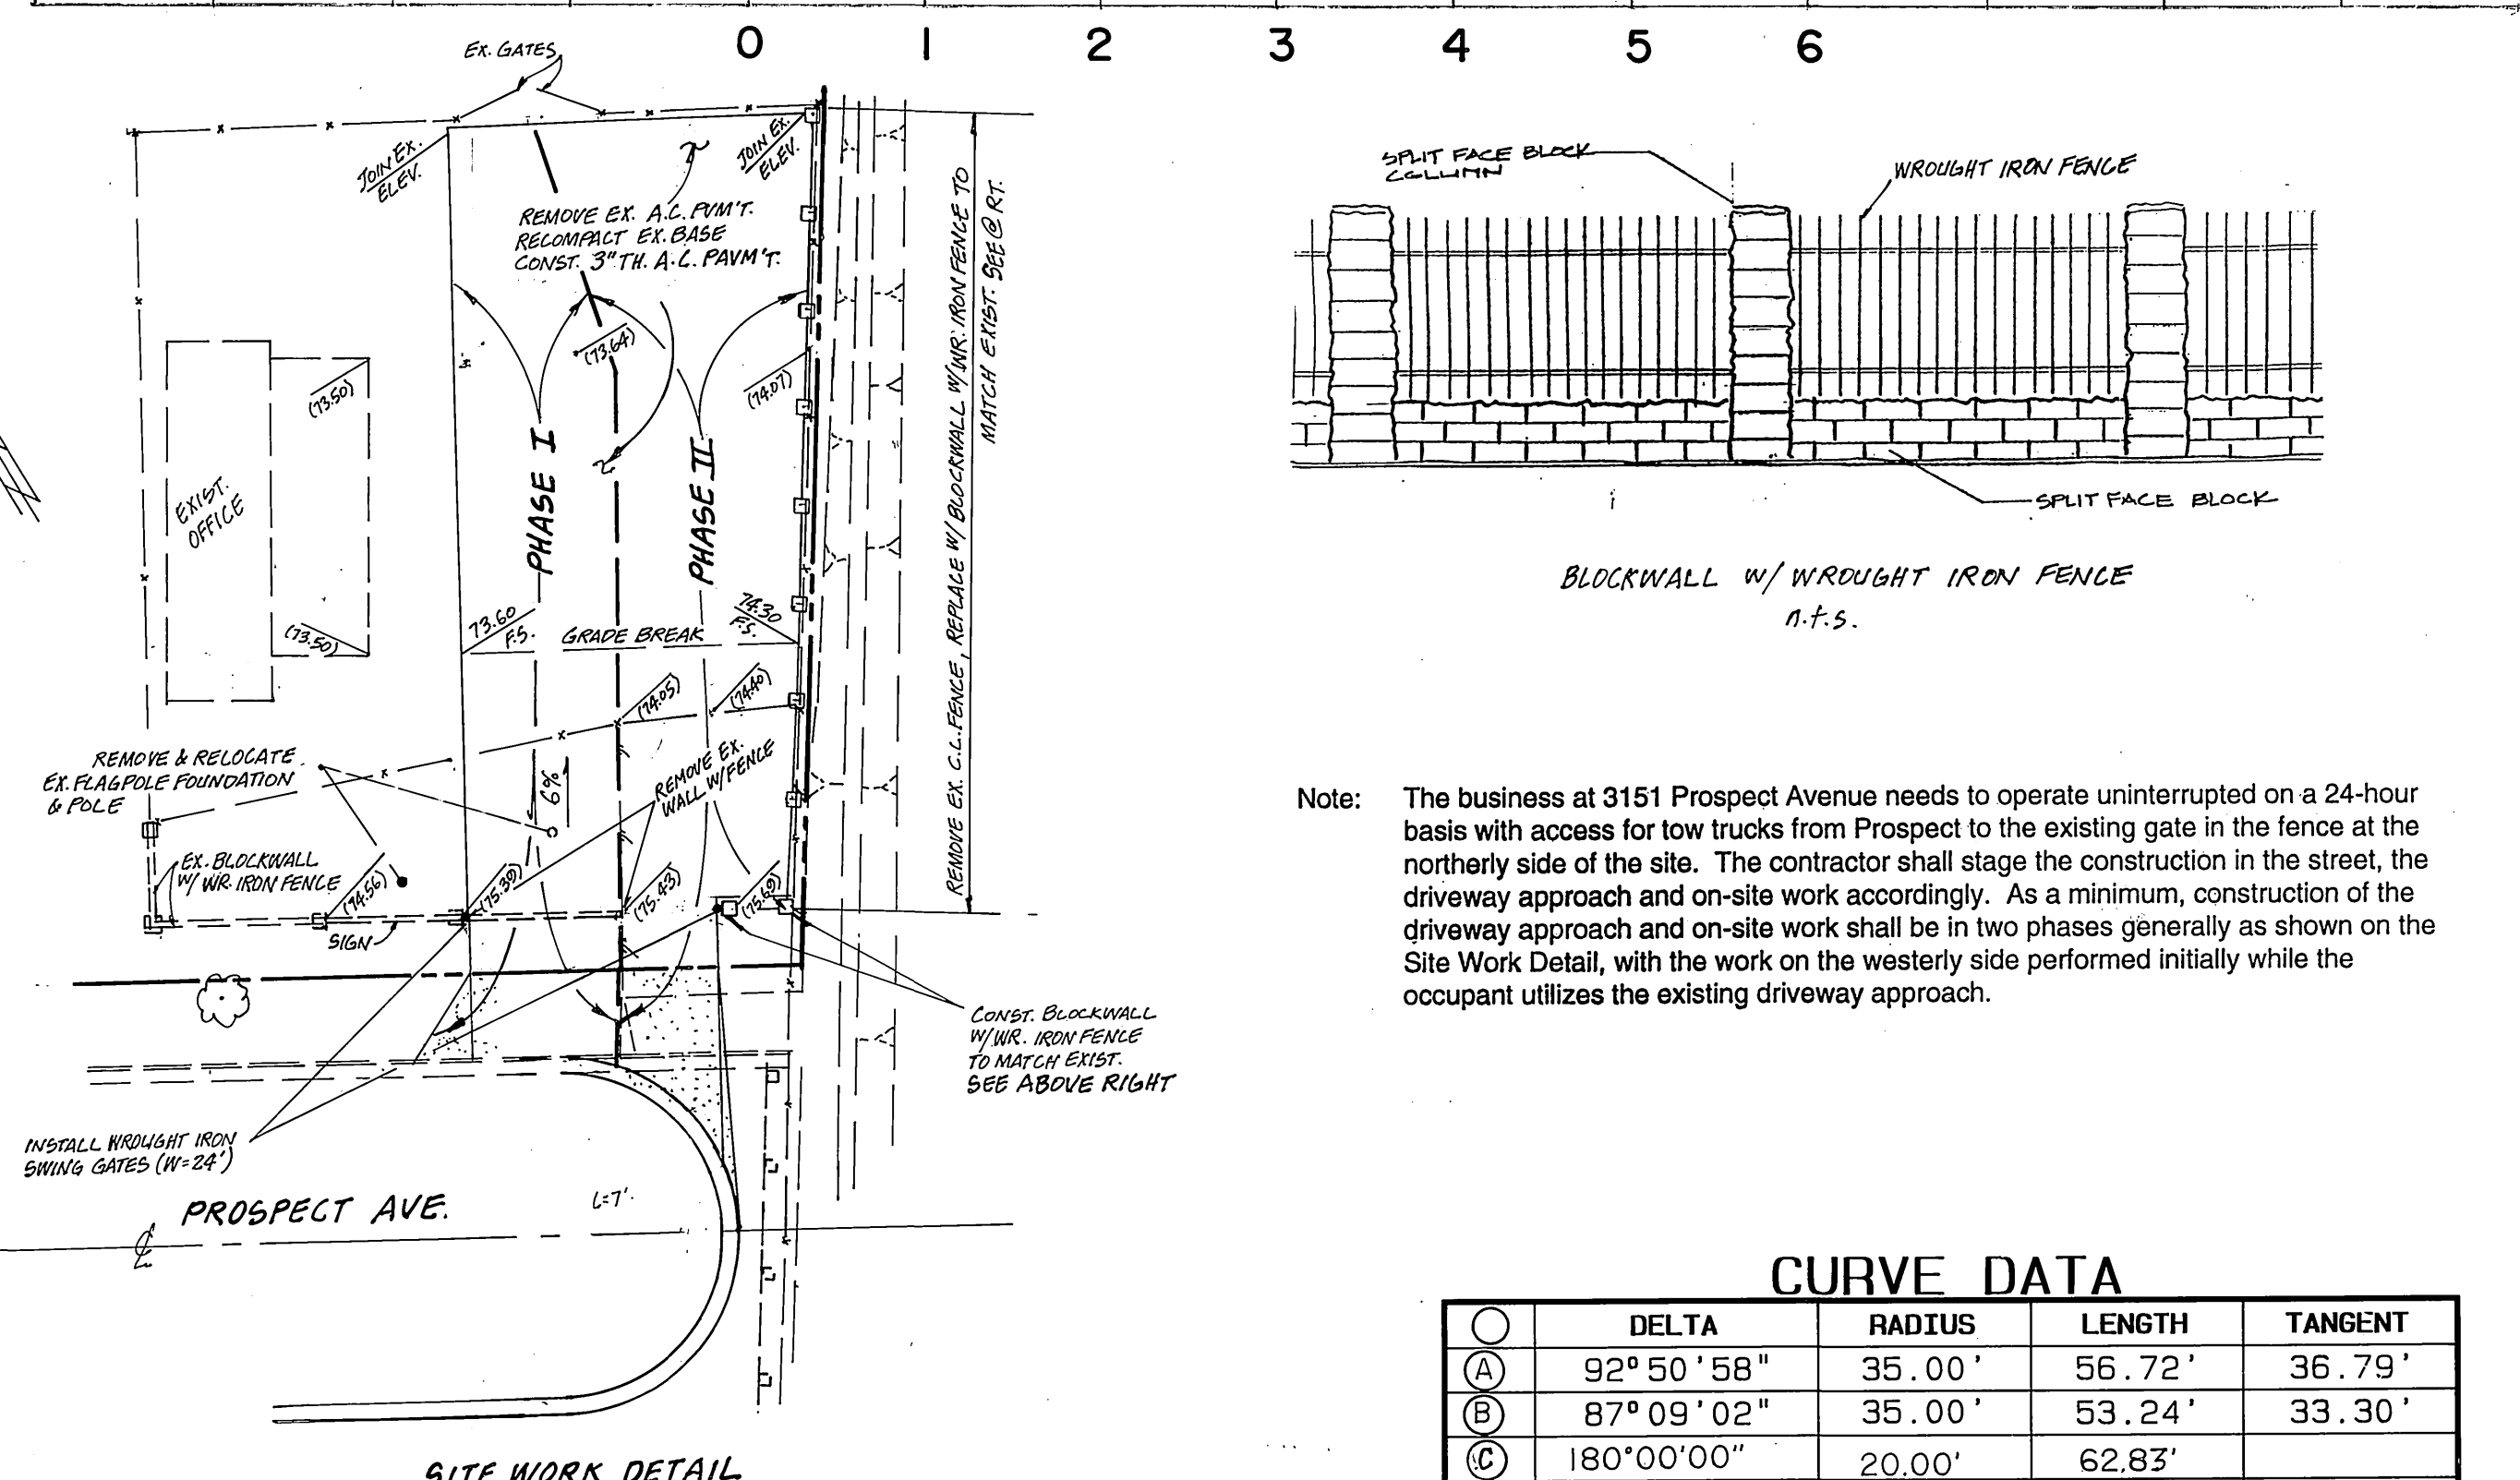 0 1 2 3 4 5 6
EX. GATES
JOIN EX.
ELEV.
JOIN EX.
ELEV.
REMOVE EX. A.C. PVM'T.
RECOMPACT EX. BASE
CONST. 3" TH. A.C. PAVM'T.
(73.64)
(74.07)
(73.50)
EXIST.
OFFICE
(73.50)
PHASE I
PHASE II
73.60
F.S.
GRADE BREAK
74.30
F.S.
(74.05)
(74.40)
REMOVE EX. C.L. FENCE, REPLACE W/ BLOCKWALL W/ WR. IRON FENCE TO
MATCH EXIST. SEE @ RT.
REMOVE & RELOCATE
EX. FLAGPOLE FOUNDATION
& POLE
6%
REMOVE EX.
WALL W/FENCE
EX. BLOCKWALL
W/ WR. IRON FENCE
(74.56)
(75.39)
(75.43)
(75.69)
SIGN
CONST. BLOCKWALL
W/WR. IRON FENCE
TO MATCH EXIST.
SEE ABOVE RIGHT
INSTALL WROUGHT IRON
SWING GATES (W=24')
PROSPECT AVE.
L=7'
℄
SITE WORK DETAIL
SPLIT FACE BLOCK
COLUMN
WROUGHT IRON FENCE
SPLIT FACE BLOCK
BLOCKWALL W/ WROUGHT IRON FENCE
n.t.s.
Note: The business at 3151 Prospect Avenue needs to operate uninterrupted on a 24-hour
basis with access for tow trucks from Prospect to the existing gate in the fence at the
northerly side of the site. The contractor shall stage the construction in the street, the
driveway approach and on-site work accordingly. As a minimum, construction of the
driveway approach and on-site work shall be in two phases generally as shown on the
Site Work Detail, with the work on the westerly side performed initially while the
occupant utilizes the existing driveway approach.
CURVE DATA
DELTA RADIUS LENGTH TANGENT
A 92°50'58" 35.00' 56.72' 36.79'
B 87°09'02" 35.00' 53.24' 33.30'
C 180°00'00" 20.00' 62.83'